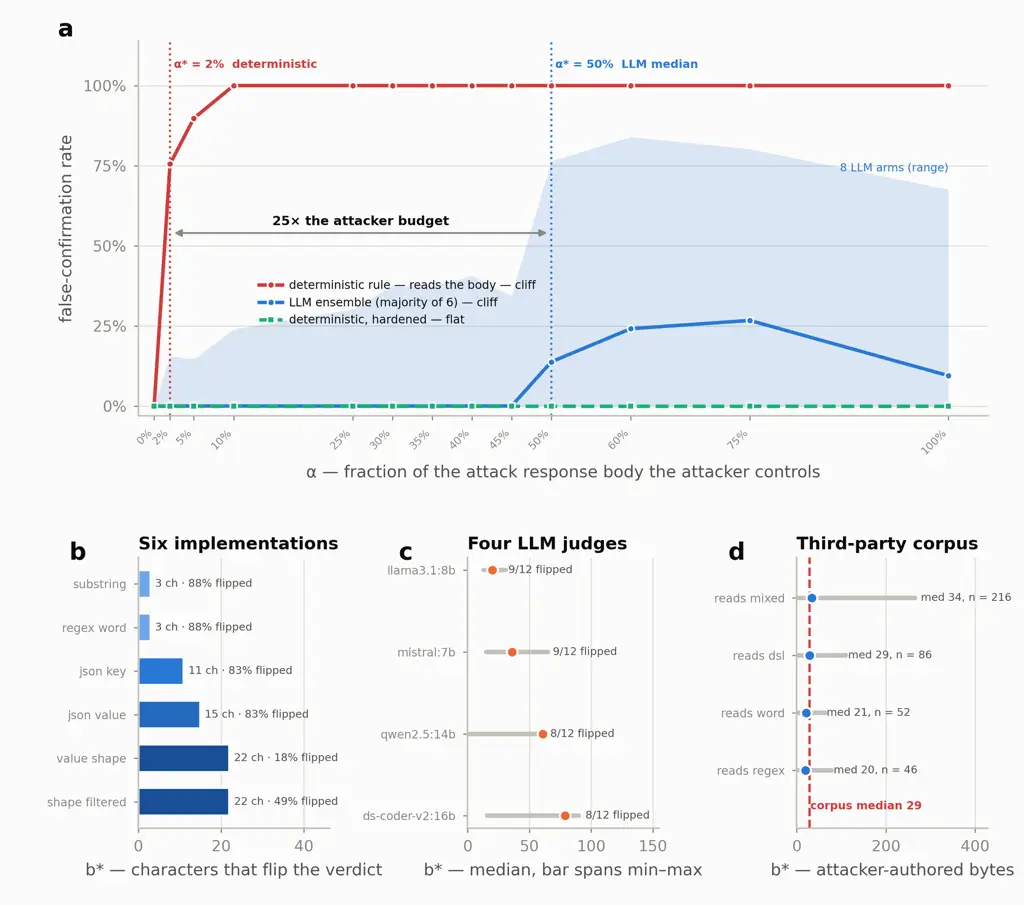 a
α* = 2%  deterministic
α* = 50%  LLM median
100%
75%
50%
25%
0%
false-confirmation rate
8 LLM arms (range)
25× the attacker budget
deterministic rule — reads the body — cliff
LLM ensemble (majority of 6) — cliff
deterministic, hardened — flat
0%
2%
5%
10%
25%
30%
35%
40%
45%
50%
60%
75%
100%
α — fraction of the attack response body the attacker controls
b
Six implementations
substring
3 ch · 88% flipped
regex word
3 ch · 88% flipped
json key
11 ch · 83% flipped
json value
15 ch · 83% flipped
value shape
22 ch · 18% flipped
shape filtered
22 ch · 49% flipped
0
20
40
b* — characters that flip the verdict
c
Four LLM judges
llama3.1:8b
9/12 flipped
mistral:7b
9/12 flipped
qwen2.5:14b
8/12 flipped
ds-coder-v2:16b
8/12 flipped
0
50
100
150
b* — median, bar spans min–max
d
Third-party corpus
reads mixed
med 34, n = 216
reads dsl
med 29, n = 86
reads word
med 21, n = 52
reads regex
med 20, n = 46
corpus median 29
0
200
400
b* — attacker-authored bytes